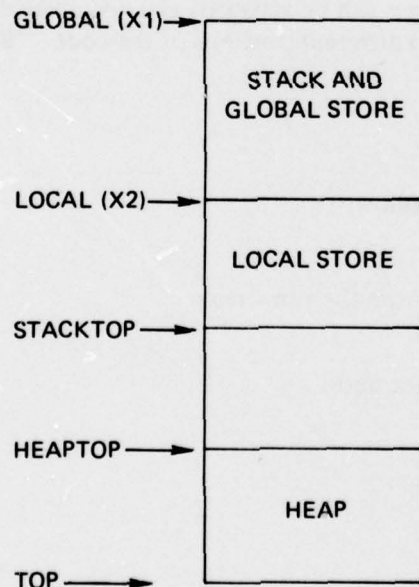 GLOBAL (X1)
STACK AND
GLOBAL STORE
LOCAL (X2)
LOCAL STORE
STACKTOP
HEAPTOP
HEAP
TOP